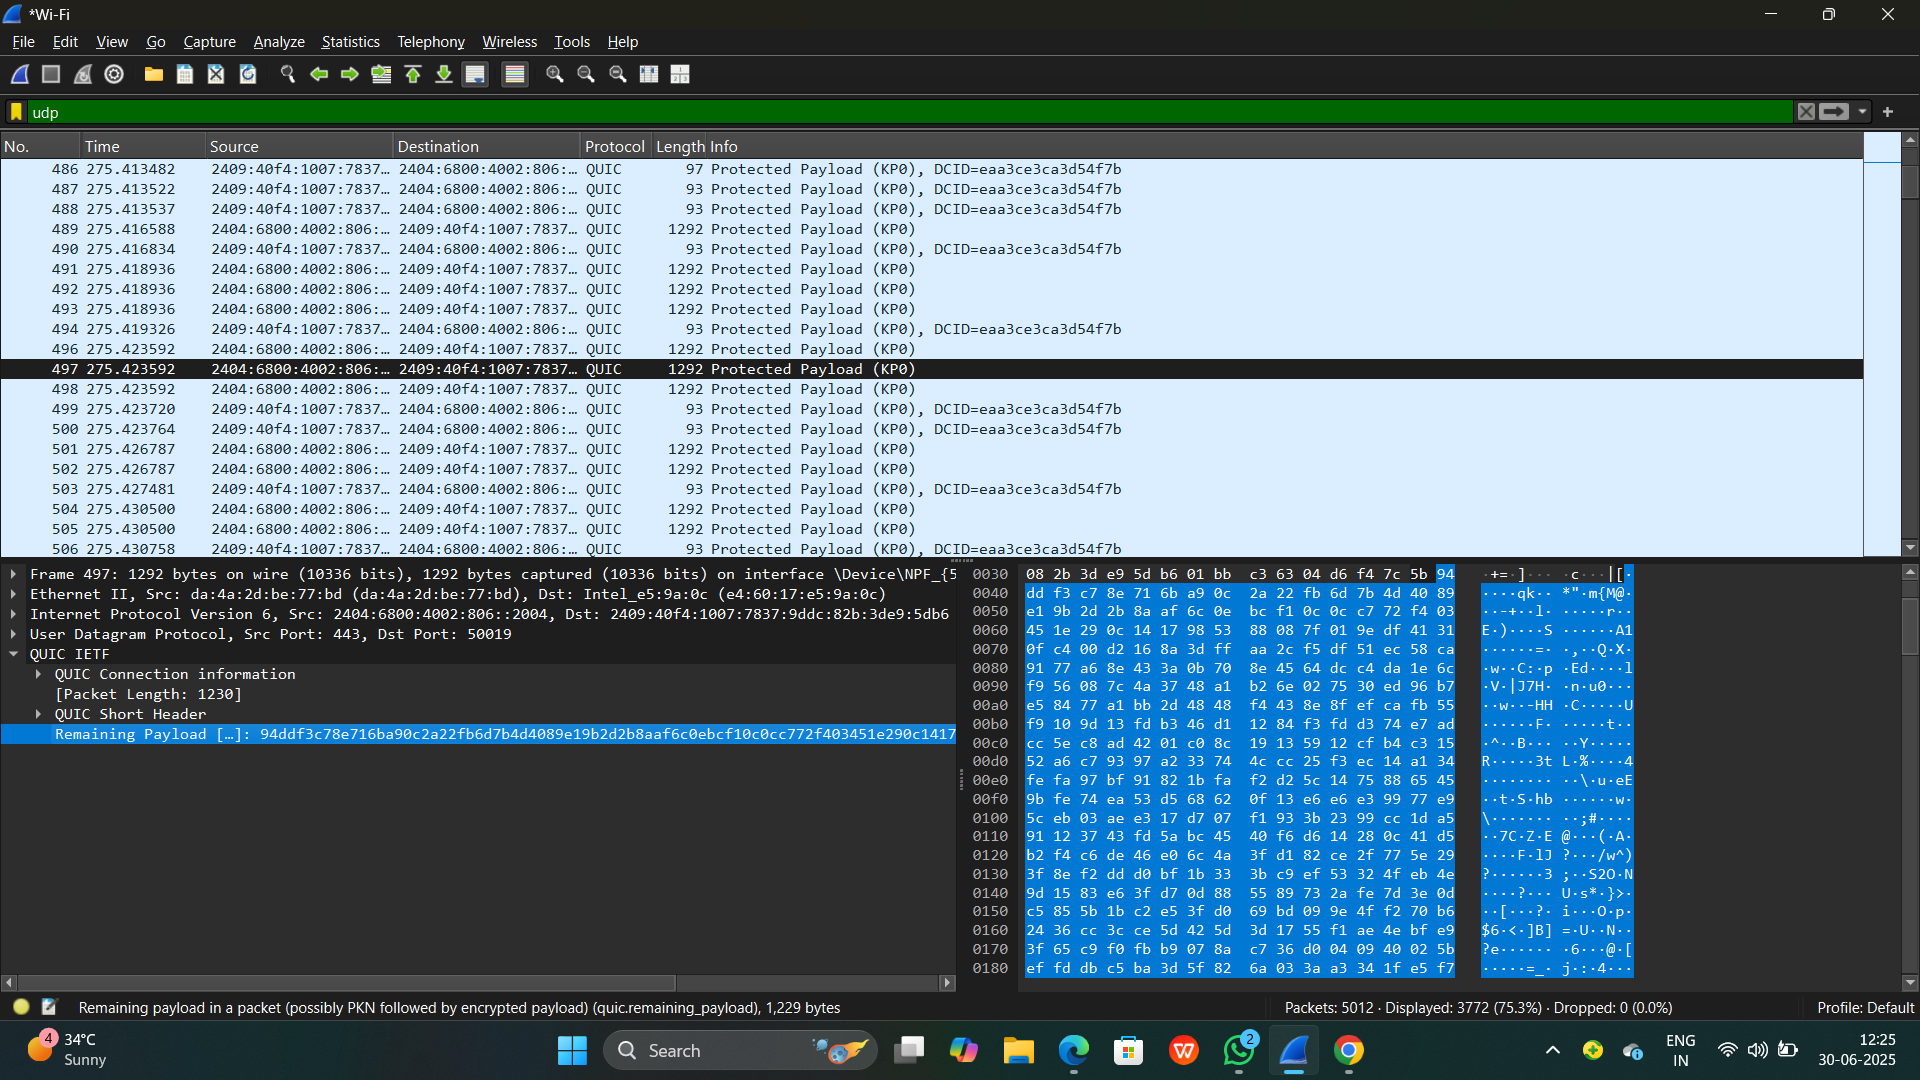 *Wi-Fi
File Edit View Go Capture Analyze Statistics Telephony Wireless Tools Help
udp
No. Time Source Destination Protocol Length Info
486 275.413482 2409:40f4:1007:7837… 2404:6800:4002:806:… QUIC 97 Protected Payload (KP0), DCID=eaa3ce3ca3d54f7b
487 275.413522 2409:40f4:1007:7837… 2404:6800:4002:806:… QUIC 93 Protected Payload (KP0), DCID=eaa3ce3ca3d54f7b
488 275.413537 2409:40f4:1007:7837… 2404:6800:4002:806:… QUIC 93 Protected Payload (KP0), DCID=eaa3ce3ca3d54f7b
489 275.416588 2404:6800:4002:806:… 2409:40f4:1007:7837… QUIC 1292 Protected Payload (KP0)
490 275.416834 2409:40f4:1007:7837… 2404:6800:4002:806:… QUIC 93 Protected Payload (KP0), DCID=eaa3ce3ca3d54f7b
491 275.418936 2404:6800:4002:806:… 2409:40f4:1007:7837… QUIC 1292 Protected Payload (KP0)
492 275.418936 2404:6800:4002:806:… 2409:40f4:1007:7837… QUIC 1292 Protected Payload (KP0)
493 275.418936 2404:6800:4002:806:… 2409:40f4:1007:7837… QUIC 1292 Protected Payload (KP0)
494 275.419326 2409:40f4:1007:7837… 2404:6800:4002:806:… QUIC 93 Protected Payload (KP0), DCID=eaa3ce3ca3d54f7b
496 275.423592 2404:6800:4002:806:… 2409:40f4:1007:7837… QUIC 1292 Protected Payload (KP0)
497 275.423592 2404:6800:4002:806:… 2409:40f4:1007:7837… QUIC 1292 Protected Payload (KP0)
498 275.423592 2404:6800:4002:806:… 2409:40f4:1007:7837… QUIC 1292 Protected Payload (KP0)
499 275.423720 2409:40f4:1007:7837… 2404:6800:4002:806:… QUIC 93 Protected Payload (KP0), DCID=eaa3ce3ca3d54f7b
500 275.423764 2409:40f4:1007:7837… 2404:6800:4002:806:… QUIC 93 Protected Payload (KP0), DCID=eaa3ce3ca3d54f7b
501 275.426787 2404:6800:4002:806:… 2409:40f4:1007:7837… QUIC 1292 Protected Payload (KP0)
502 275.426787 2404:6800:4002:806:… 2409:40f4:1007:7837… QUIC 1292 Protected Payload (KP0)
503 275.427481 2409:40f4:1007:7837… 2404:6800:4002:806:… QUIC 93 Protected Payload (KP0), DCID=eaa3ce3ca3d54f7b
504 275.430500 2404:6800:4002:806:… 2409:40f4:1007:7837… QUIC 1292 Protected Payload (KP0)
505 275.430500 2404:6800:4002:806:… 2409:40f4:1007:7837… QUIC 1292 Protected Payload (KP0)
506 275.430758 2409:40f4:1007:7837… 2404:6800:4002:806:… QUIC 93 Protected Payload (KP0), DCID=eaa3ce3ca3d54f7b
Frame 497: 1292 bytes on wire (10336 bits), 1292 bytes captured (10336 bits) on interface \Device\NPF_{5
Ethernet II, Src: da:4a:2d:be:77:bd (da:4a:2d:be:77:bd), Dst: Intel_e5:9a:0c (e4:60:17:e5:9a:0c)
Internet Protocol Version 6, Src: 2404:6800:4002:806::2004, Dst: 2409:40f4:1007:7837:9ddc:82b:3de9:5db6
User Datagram Protocol, Src Port: 443, Dst Port: 50019
QUIC IETF
QUIC Connection information
[Packet Length: 1230]
QUIC Short Header
Remaining Payload […]: 94ddf3c78e716ba90c2a22fb6d7b4d4089e19b2d2b8aaf6c0ebcf10c0cc772f403451e290c1417
0030 08 2b 3d e9 5d b6 01 bb c3 63 04 d6 f4 7c 5b 94 ·+=·]··· ·c···|[·
0040 dd f3 c7 8e 71 6b a9 0c 2a 22 fb 6d 7b 4d 40 89 ····qk·· *"·m{M@·
0050 e1 9b 2d 2b 8a af 6c 0e bc f1 0c 0c c7 72 f4 03 ··-+··l· ·····r··
0060 45 1e 29 0c 14 17 98 53 88 08 7f 01 9e df 41 31 E·)····S ······A1
0070 0f c4 00 d2 16 8a 3d ff aa 2c f5 df 51 ec 58 ca ······=· ·,··Q·X·
0080 91 77 a6 8e 43 3a 0b 70 8e 45 64 dc c4 da 1e 6c ·w··C:·p ·Ed····l
0090 f9 56 08 7c 4a 37 48 a1 b2 6e 02 75 30 ed 96 b7 ·V·|J7H· ·n·u0···
00a0 e5 84 77 a1 bb 2d 48 48 f4 43 8e 8f ef ca fb 55 ··w··-HH ·C·····U
00b0 f9 10 9d 13 fd b3 46 d1 12 84 f3 fd d3 74 e7 ad ······F· ·····t··
00c0 cc 5e c8 ad 42 01 c0 8c 19 13 59 12 cf b4 c3 15 ·^··B··· ··Y·····
00d0 52 a6 c7 93 97 a2 33 74 4c cc 25 f3 ec 14 a1 34 R·····3t L·%····4
00e0 fe fa 97 bf 91 82 1b fa f2 d2 5c 14 75 88 65 45 ········ ··\·u·eE
00f0 9b fe 74 ea 53 d5 68 62 0f 13 e6 e6 e3 99 77 e9 ··t·S·hb ······w·
0100 5c eb 03 ae e3 17 d7 07 f1 93 3b 23 99 cc 1d a5 \······· ··;#····
0110 91 12 37 43 fd 5a bc 45 40 f6 d6 14 28 0c 41 d5 ··7C·Z·E @···(·A·
0120 b2 f4 c6 de 46 e0 6c 4a 3f d1 82 ce 2f 77 5e 29 ····F·lJ ?···/w^)
0130 3f 8e f2 dd d0 bf 1b 33 3b c9 ef 53 32 4f eb 4e ?······3 ;··S2O·N
0140 9d 15 83 e6 3f d7 0d 88 55 89 73 2a fe 7d 3e 0d ····?··· U·s*·}>·
0150 c5 85 5b 1b c2 e5 3f d0 69 bd 09 9e 4f f2 70 b6 ··[···?· i···O·p·
0160 24 36 cc 3c ce 5d 42 5d 3d 17 55 f1 ae 4e bf e9 $6·<·]B] =·U··N··
0170 3f 65 c9 f0 fb b9 07 8a c7 36 d0 04 09 40 02 5b ?e······ ·6···@·[
0180 ef fd db c5 ba 3d 5f 82 6a 03 3a a3 34 1f e5 f7 ·····=_· j·:·4···
Remaining payload in a packet (possibly PKN followed by encrypted payload) (quic.remaining_payload), 1,229 bytes
Packets: 5012 · Displayed: 3772 (75.3%) · Dropped: 0 (0.0%)
Profile: Default
4
34°C
Sunny
Search
2
ENG
IN
12:25
30-06-2025